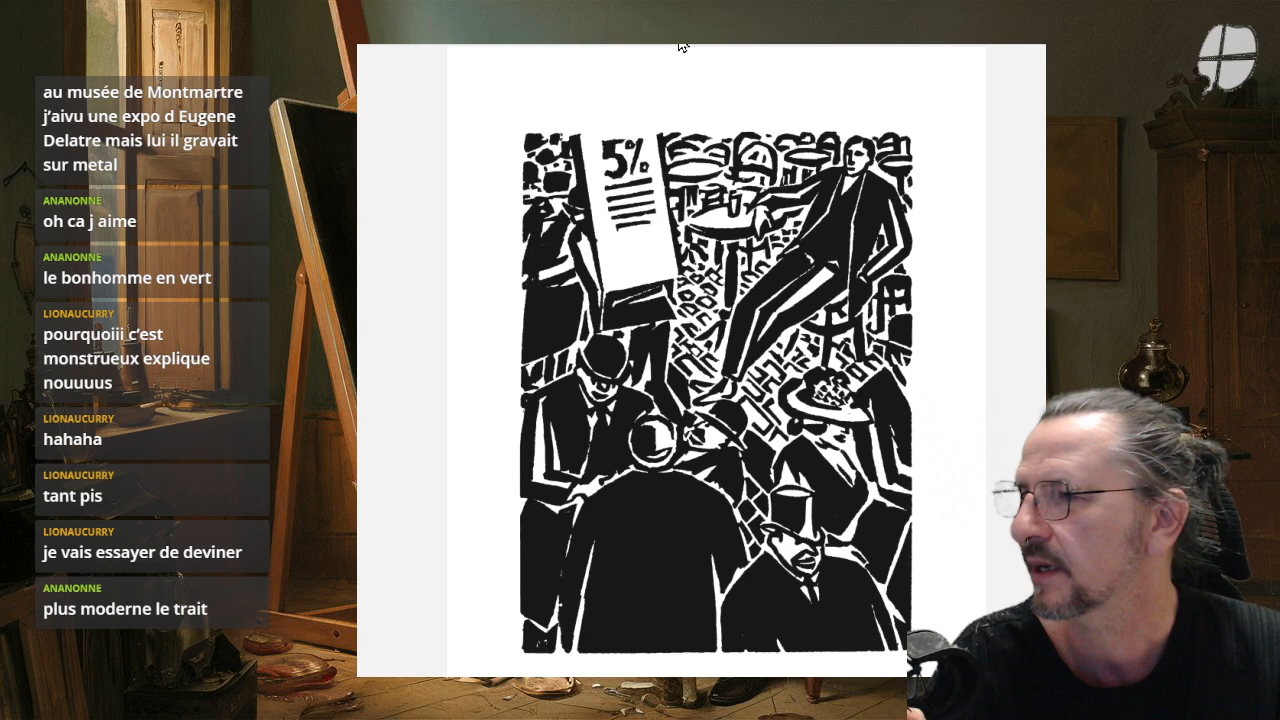 au musée de Montmartre
j’aivu une expo d Eugene
Delatre mais lui il gravait
sur metal
ANANONNE
oh ca j aime
ANANONNE
le bonhomme en vert
LIONAUCURRY
pourquoiii c’est
monstrueux explique
nouuuus
LIONAUCURRY
hahaha
LIONAUCURRY
tant pis
LIONAUCURRY
je vais essayer de deviner
ANANONNE
plus moderne le trait
5%